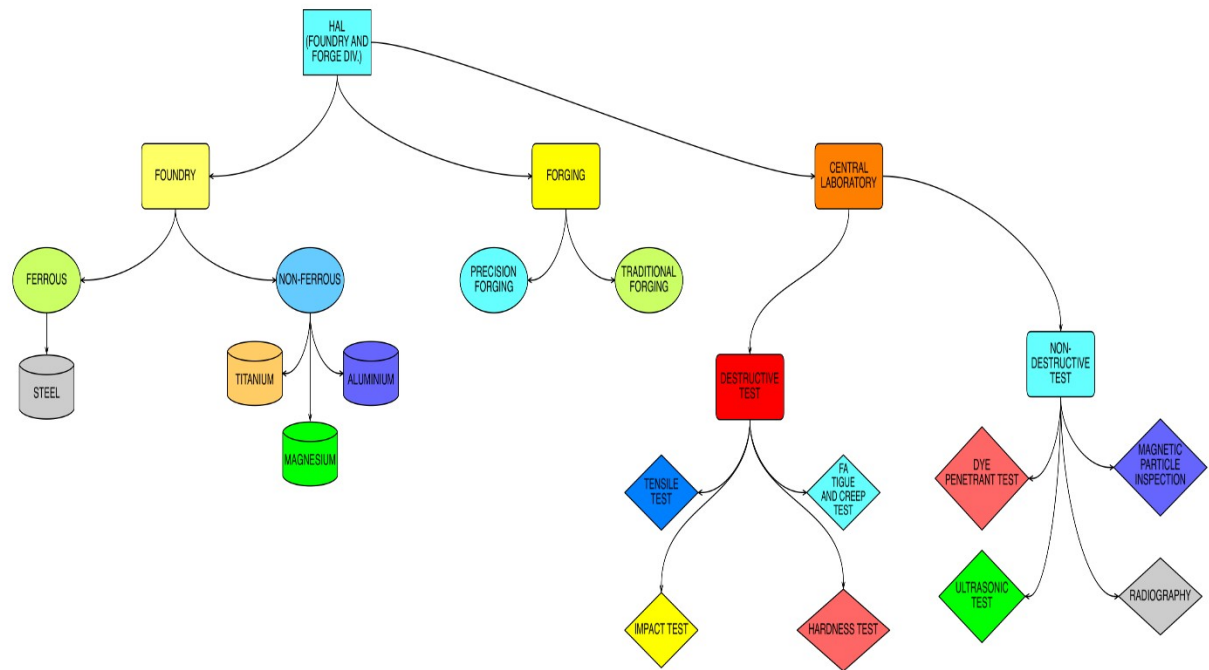 HAL
(FOUNDRY AND
FORGE DIV.)
FOUNDRY
FORGING
CENTRAL
LABORATORY
FERROUS
NON-FERROUS
PRECISION
FORGING
TRADITIONAL
FORGING
STEEL
TITANIUM
ALUMINIUM
MAGNESIUM
DESTRUCTIVE
TEST
NON-
DESTRUCTIVE
TEST
TENSILE
TEST
FA
TIGUE
AND CREEP
TEST
DYE
PENETRANT TEST
MAGNETIC
PARTICLE
INSPECTION
IMPACT TEST
HARDNESS TEST
ULTRASONIC
TEST
RADIOGRAPHY